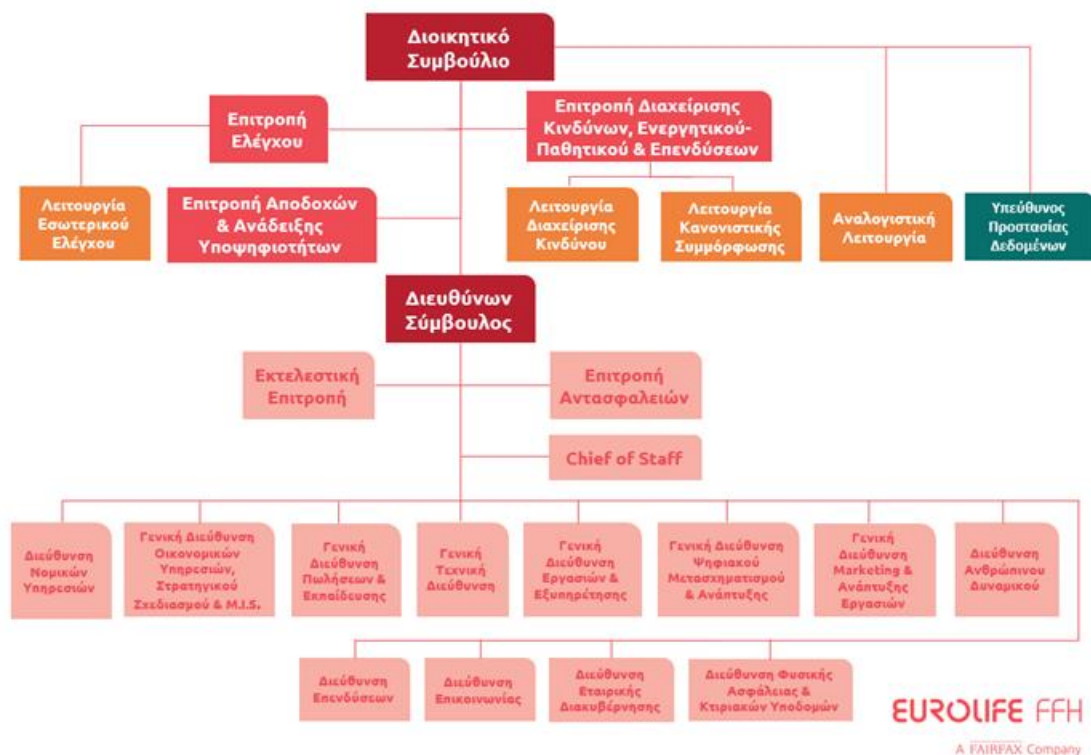 Διοικητικό
Συμβούλιο
Επιτροπή
Ελέγχου
Επιτροπή Διαχείρισης
Κινδύνων, Ενεργητικού-
Παθητικού & Επενδύσεων
Λειτουργία
Εσωτερικού
Ελέγχου
Επιτροπή Αποδοχών
& Ανάδειξης
Υποψηφιοτήτων
Λειτουργία
Διαχείρισης
Κινδύνου
Λειτουργία
Κανονιστικής
Συμμόρφωσης
Αναλογιστική
Λειτουργία
Υπεύθυνος
Προστασίας
Δεδομένων
Διευθύνων
Σύμβουλος
Εκτελεστική
Επιτροπή
Επιτροπή
Αντασφαλειών
Chief of Staff
Διεύθυνση
Νομικών
Υπηρεσιών
Γενική Διεύθυνση
Οικονομικών
Υπηρεσιών,
Στρατηγικού
Σχεδιασμού & M.I.S.
Γενική
Διεύθυνση
Πωλήσεων &
Εκπαίδευσης
Γενική
Τεχνική
Διεύθυνση
Γενική
Διεύθυνση
Εργασιών &
Εξυπηρέτησης
Γενική Διεύθυνση
Ψηφιακού
Μετασχηματισμού
& Ανάπτυξης
Γενική
Διεύθυνση
Marketing &
Ανάπτυξης
Εργασιών
Διεύθυνση
Ανθρώπινου
Δυναμικού
Διεύθυνση
Επενδύσεων
Διεύθυνση
Επικοινωνίας
Διεύθυνση
Εταιρικής
Διακυβέρνησης
Διεύθυνση Φυσικής
Ασφάλειας &
Κτιριακών Υποδομών
EUROLIFE FFH
A FAIRFAX Company